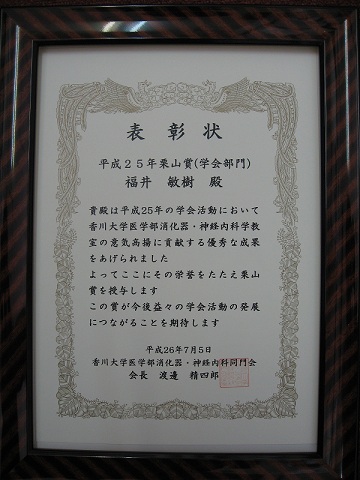 表彰状
平成25年栗山賞(学会部門)
福井 敏樹 殿
貴殿は平成25年の学会活動において
香川大学医学部消化器・神経内科学教
室の意気高揚に貢献する優秀な成果
をあげられました
よってここにその栄誉をたたえ栗山
賞を授与します
この賞が今後益々の学会活動の発展
につながることを期待します
平成26年7月5日
香川大学医学部消化器・神経内科同門会
会長 渡邊 精四郎